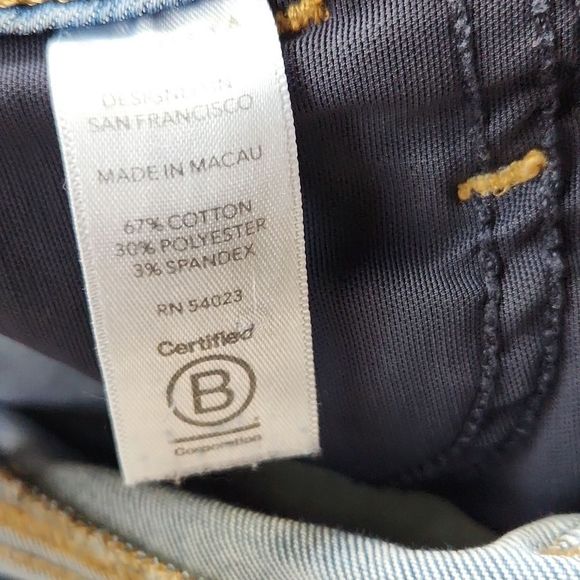 DESIGNED IN
SAN FRANCISCO
MADE IN MACAU
67% COTTON
30% POLYESTER
3% SPANDEX
RN 54023
Certified
B
Corporation